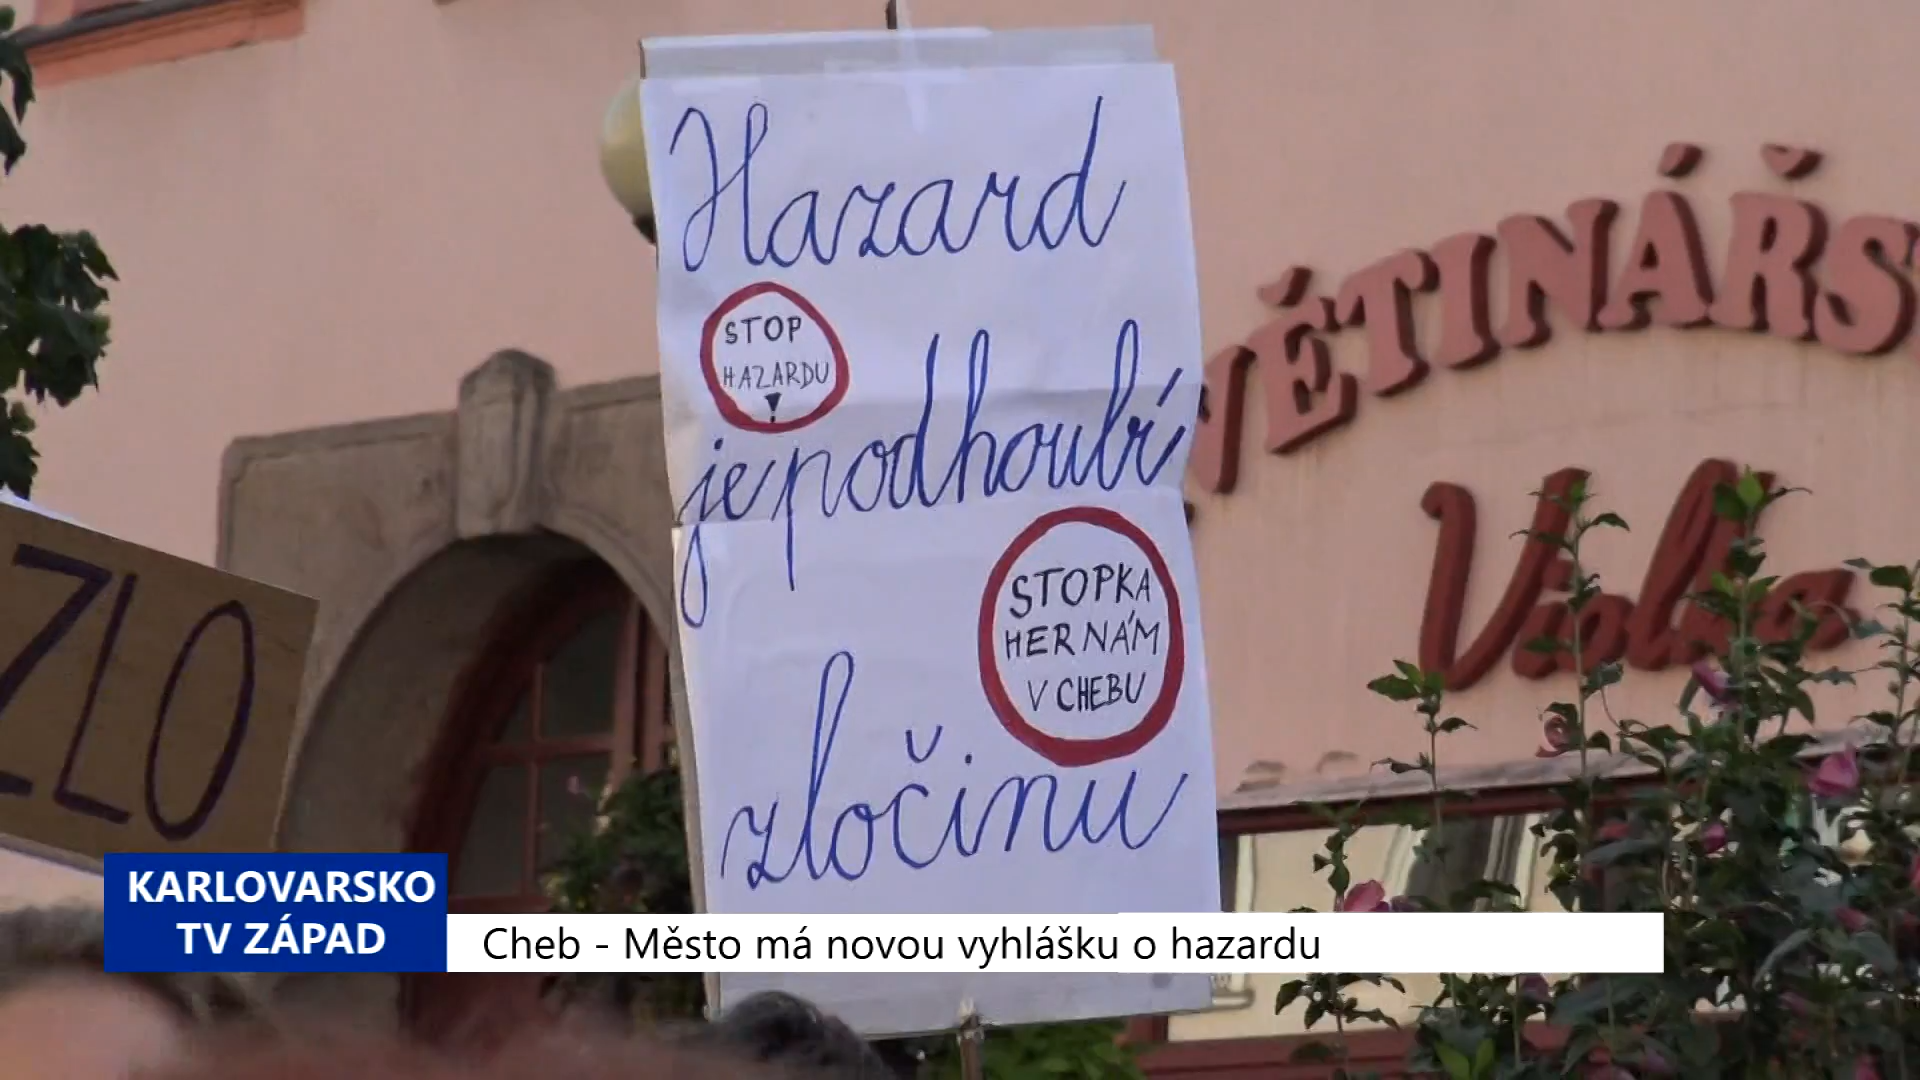 Hazard
STOP
HAZARDU
je podhoubí
STOPKA
HERNÁM
V CHEBU
zločinu
ZLO
VĚTINÁŘS
Violka
KARLOVARSKO
TV ZÁPAD
Cheb - Město má novou vyhlášku o hazardu